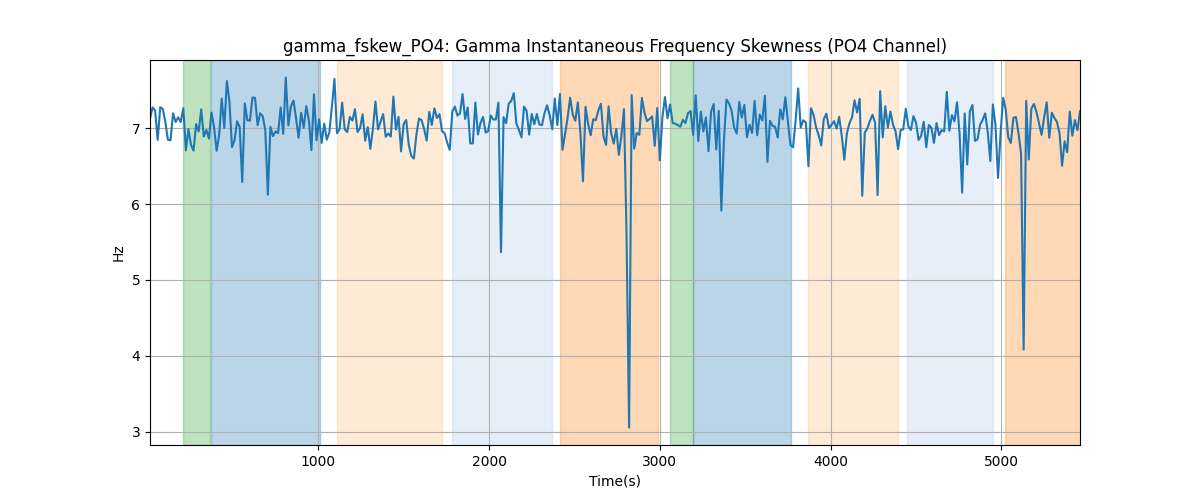 gamma_fskew_PO4: Gamma Instantaneous Frequency Skewness (PO4 Channel)
7
6
5
4
3
Hz
1000 2000 3000 4000 5000
Time(s)